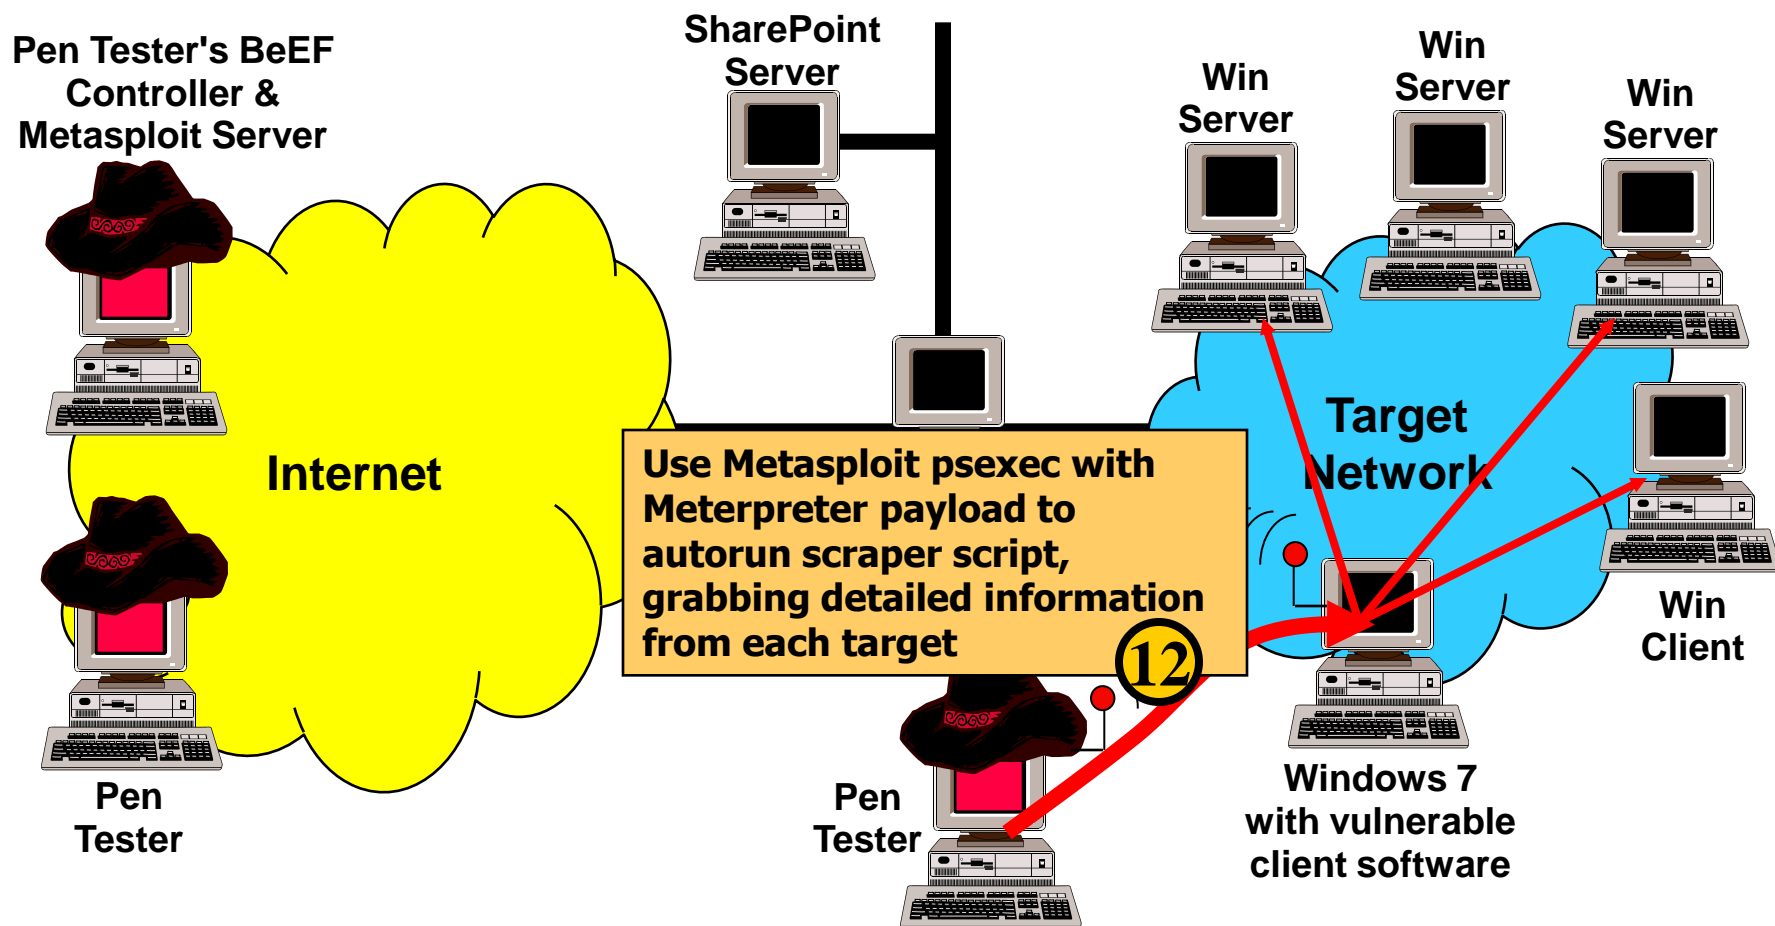 Pen Tester's BeEF
Controller &
Metasploit Server
SharePoint
Server
Win
Server
Win
Server
Win
Server
Internet
Target
Network
Use Metasploit psexec with
Meterpreter payload to
autorun scraper script,
grabbing detailed information
from each target
12
Win
Client
Pen
Tester
Pen
Tester
Windows 7
with vulnerable
client software